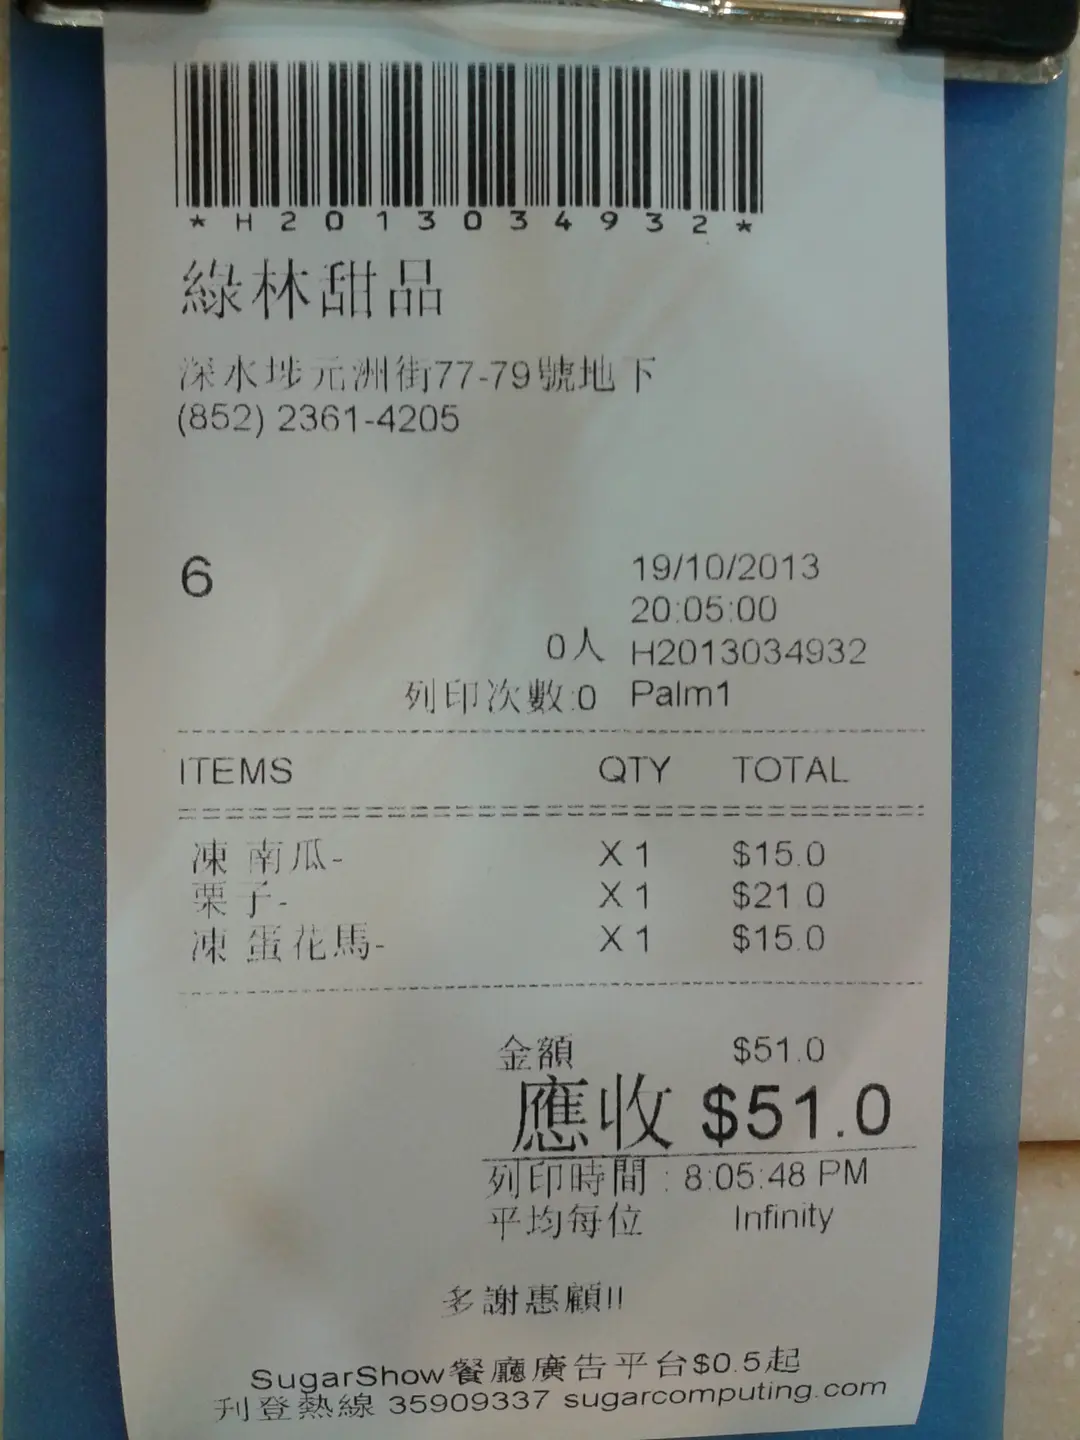 *H2013034932*
綠林甜品
深水埗元洲街77-79號地下
(852) 2361-4205
6
19/10/2013
20:05:00
0人 H2013034932
列印次數:0 Palm1
ITEMS QTY TOTAL
凍 南瓜- X 1 $15.0
栗子- X 1 $21.0
凍 蛋花馬- X 1 $15.0
金額 $51.0
應收 $51.0
列印時間 : 8:05:48 PM
平均每位 Infinity
多謝惠顧!!
SugarShow餐廳廣告平台$0.5起
刊登熱線 35909337 sugarcomputing.com